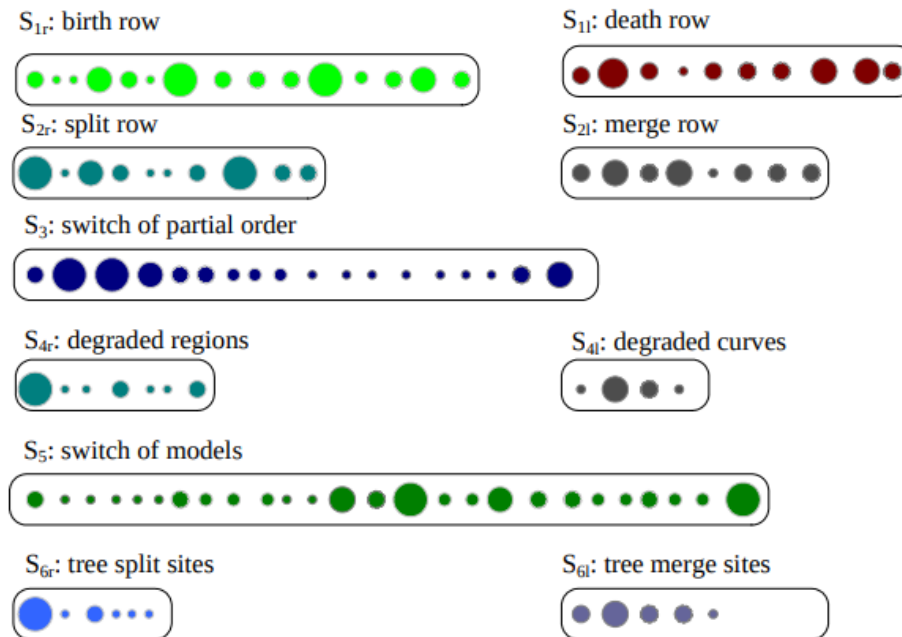 S1r: birth row
S1l: death row
S2r: split row
S2l: merge row
S3: switch of partial order
S4r: degraded regions
S4l: degraded curves
S5: switch of models
S6r: tree split sites
S6l: tree merge sites